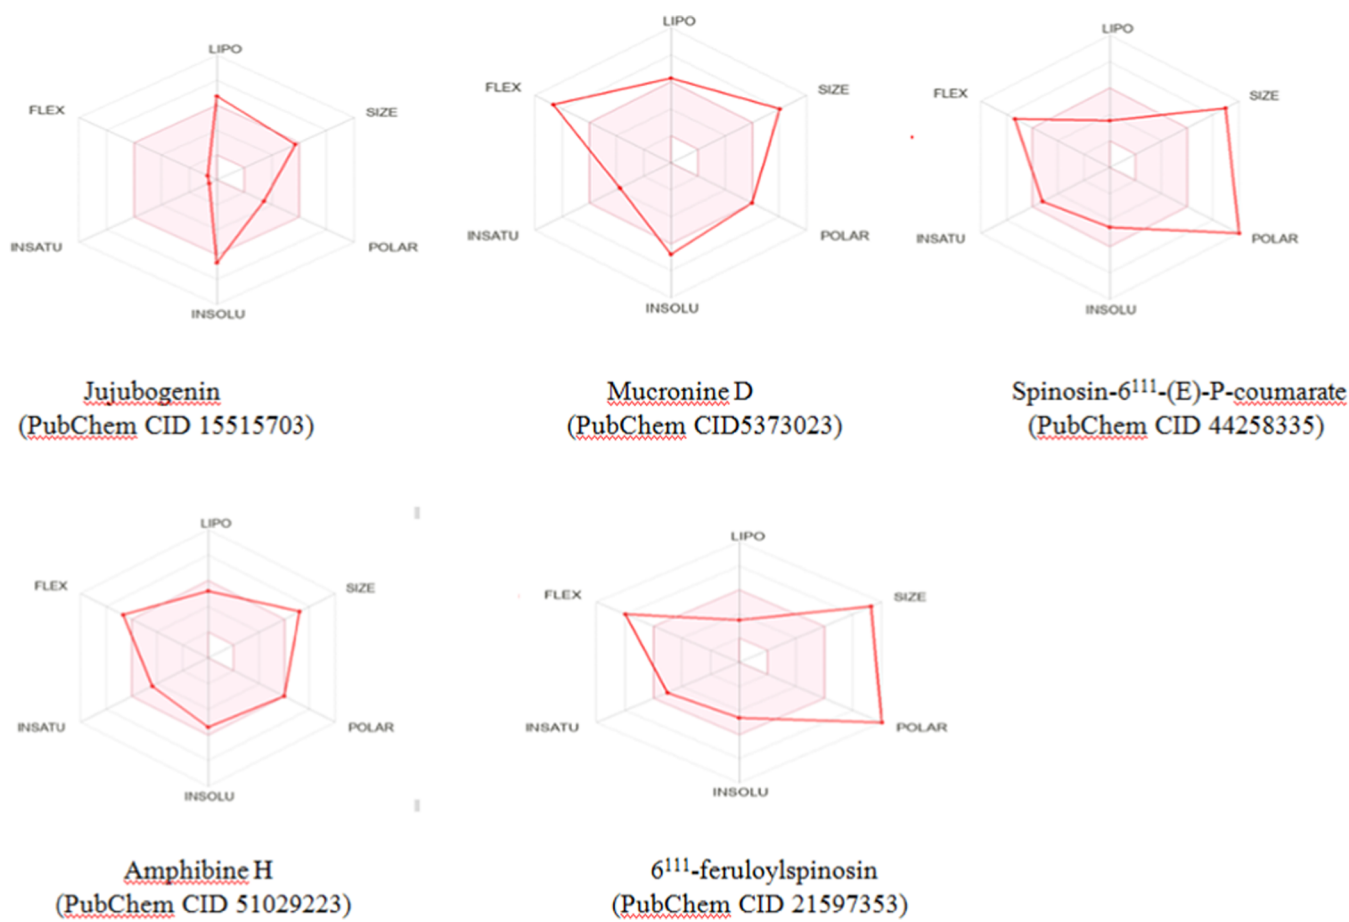 LIPO
FLEX
SIZE
INSATU
POLAR
INSOLU
Jujubogenin
(PubChem CID 15515703)
LIPO
FLEX
SIZE
INSATU
POLAR
INSOLU
Mucronine D
(PubChem CID5373023)
LIPO
FLEX
SIZE
INSATU
POLAR
INSOLU
Spinosin-6¹¹¹-(E)-P-coumarate
(PubChem CID 44258335)
LIPO
FLEX
SIZE
INSATU
POLAR
INSOLU
Amphibine H
(PubChem CID 51029223)
LIPO
FLEX
SIZE
INSATU
POLAR
INSOLU
6¹¹¹-feruloylspinosin
(PubChem CID 21597353)